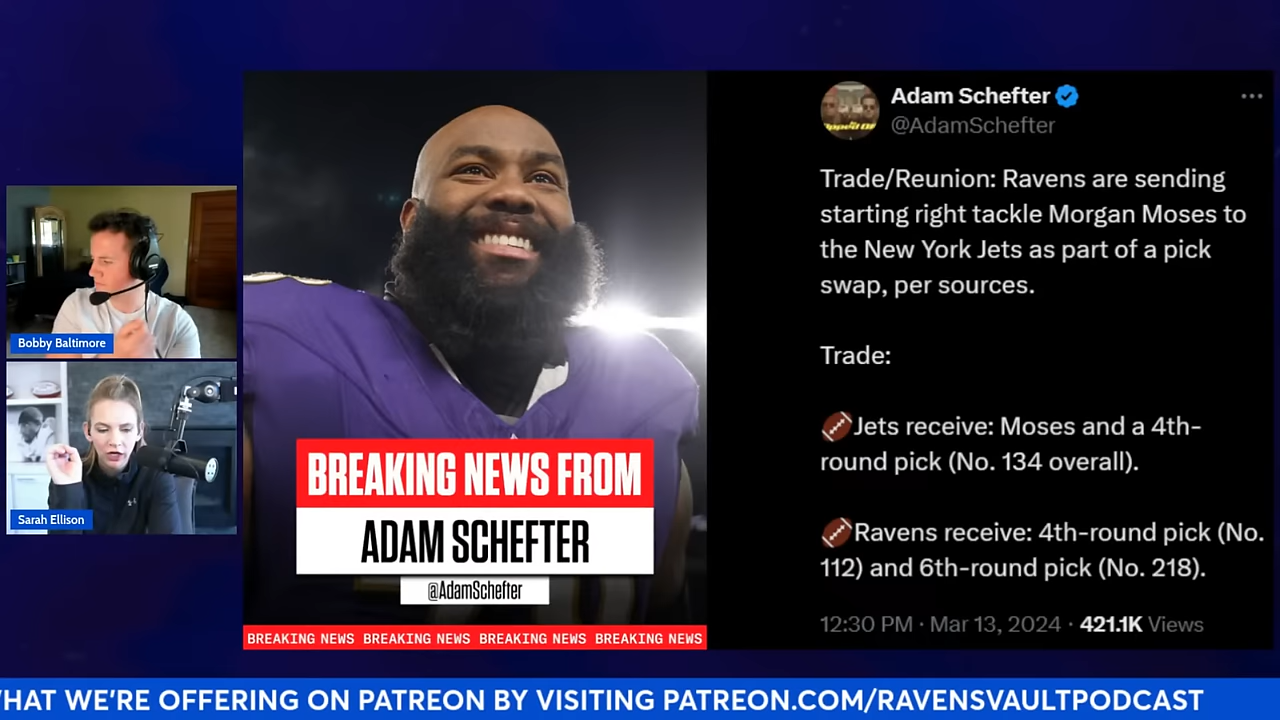 Bobby Baltimore
Sarah Ellison
BREAKING NEWS FROM
ADAM SCHEFTER
@AdamSchefter
BREAKING NEWS BREAKING NEWS BREAKING NEWS BREAKING NEWS
Adam Schefter
@AdamSchefter
Trade/Reunion: Ravens are sending
starting right tackle Morgan Moses to
the New York Jets as part of a pick
swap, per sources.
Trade:
🏈Jets receive: Moses and a 4th-
round pick (No. 134 overall).
🏈Ravens receive: 4th-round pick (No.
112) and 6th-round pick (No. 218).
12:30 PM · Mar 13, 2024 · 421.1K Views
WHAT WE'RE OFFERING ON PATREON BY VISITING PATREON.COM/RAVENSVAULTPODCAST